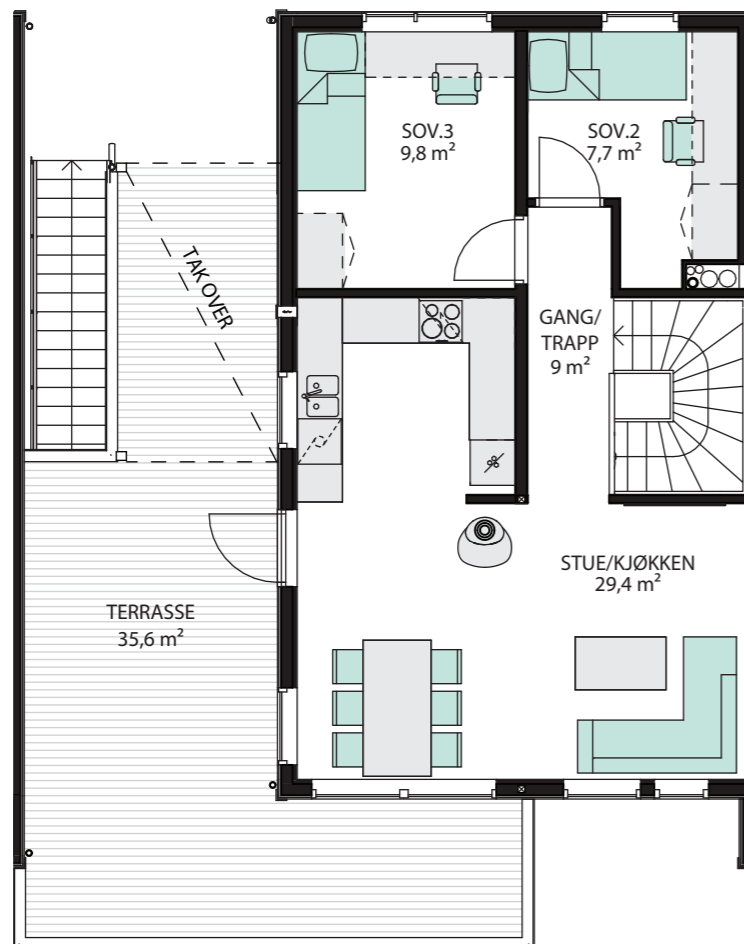 SOV.3
9,8 m²
SOV.2
7,7 m²
TAK OVER
GANG/
TRAPP
9 m²
STUE/KJØKKEN
29,4 m²
TERRASSE
35,6 m²